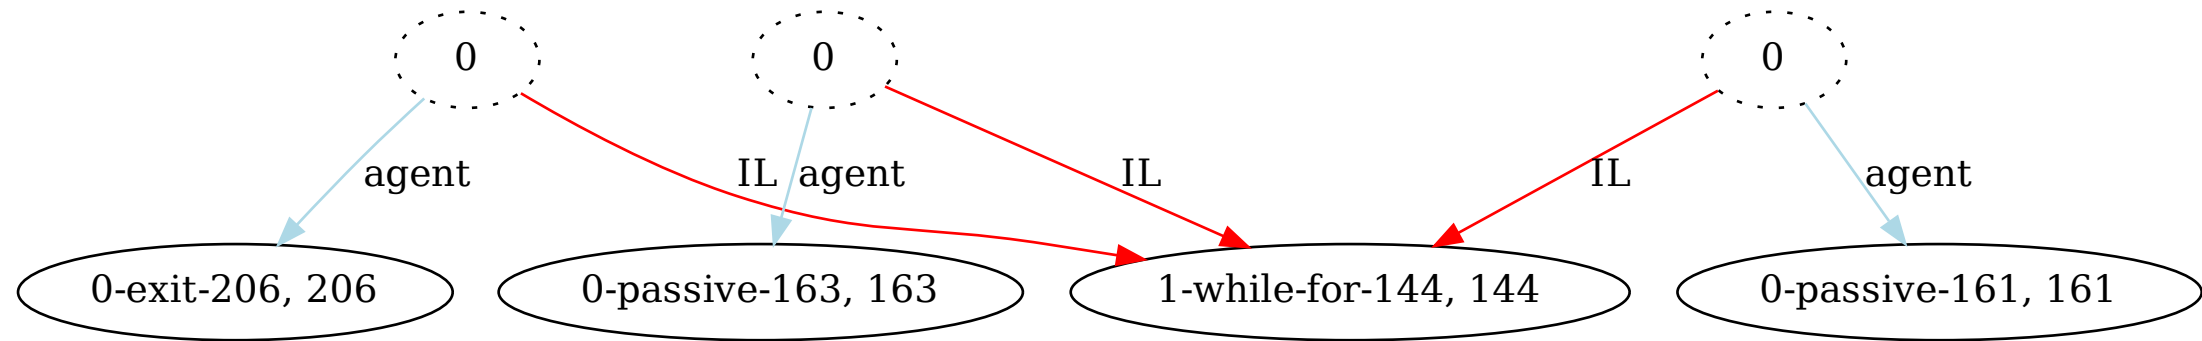 0
0
0
agent
IL
agent
IL
IL
agent
0-exit-206, 206
0-passive-163, 163
1-while-for-144, 144
0-passive-161, 161